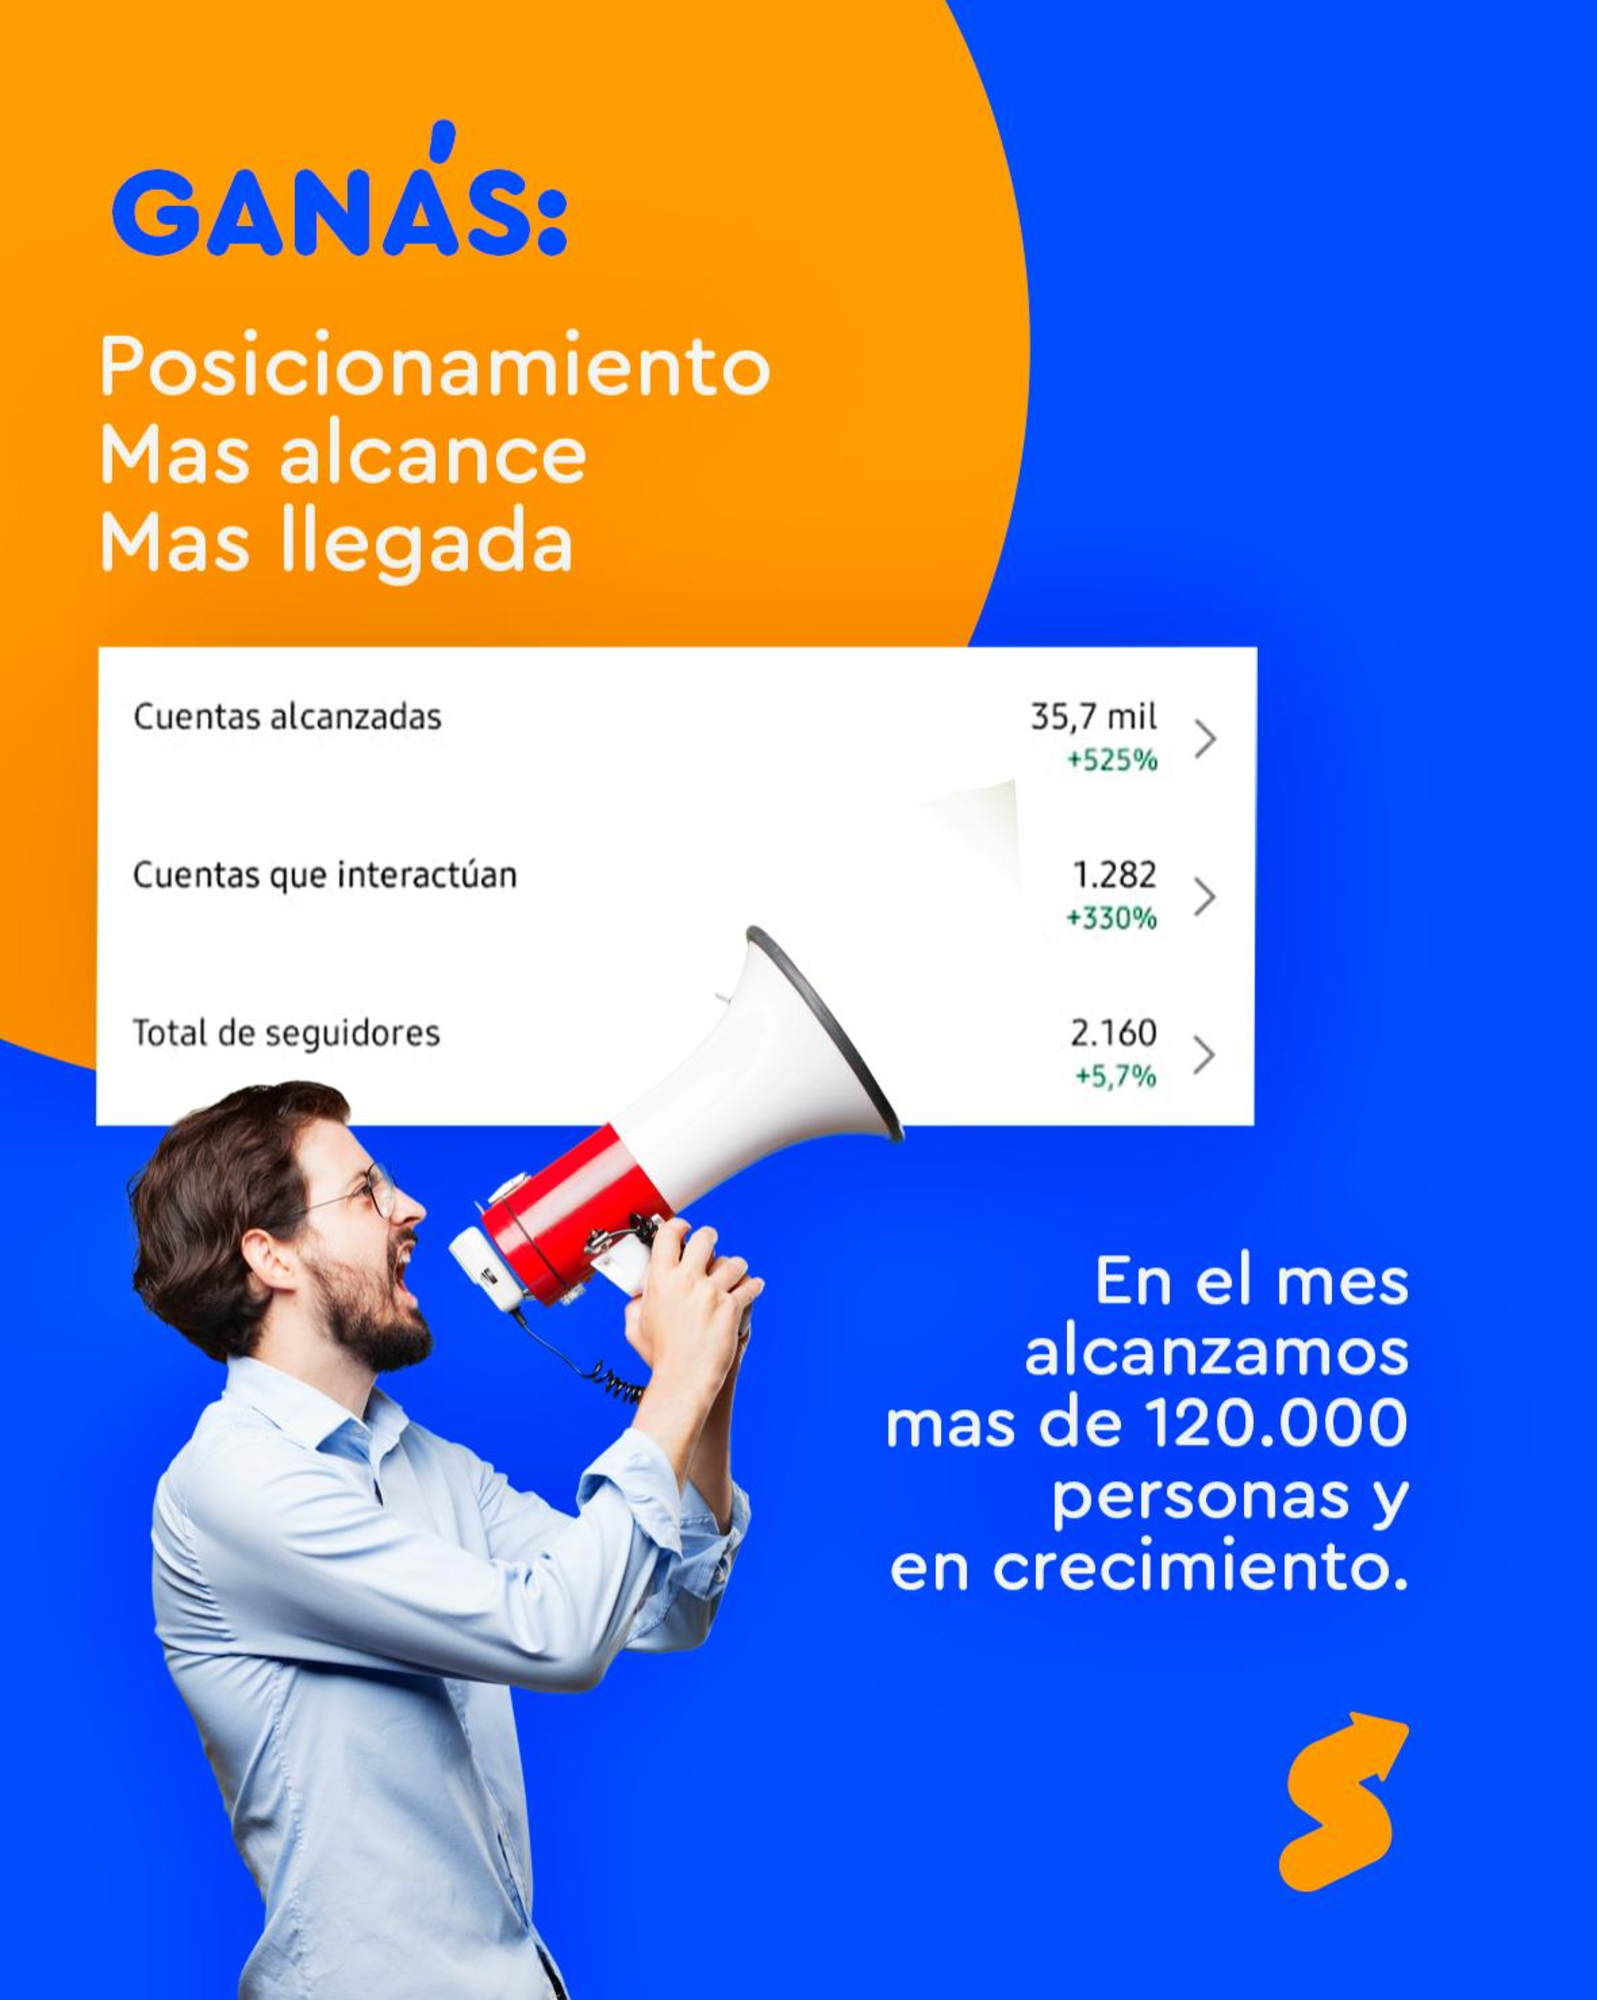 GANÁS:
Posicionamiento
Mas alcance
Mas llegada
Cuentas alcanzadas
35,7 mil
+525%
Cuentas que interactúan
1.282
+330%
Total de seguidores
2.160
+5,7%
En el mes
alcanzamos
mas de 120.000
personas y
en crecimiento.